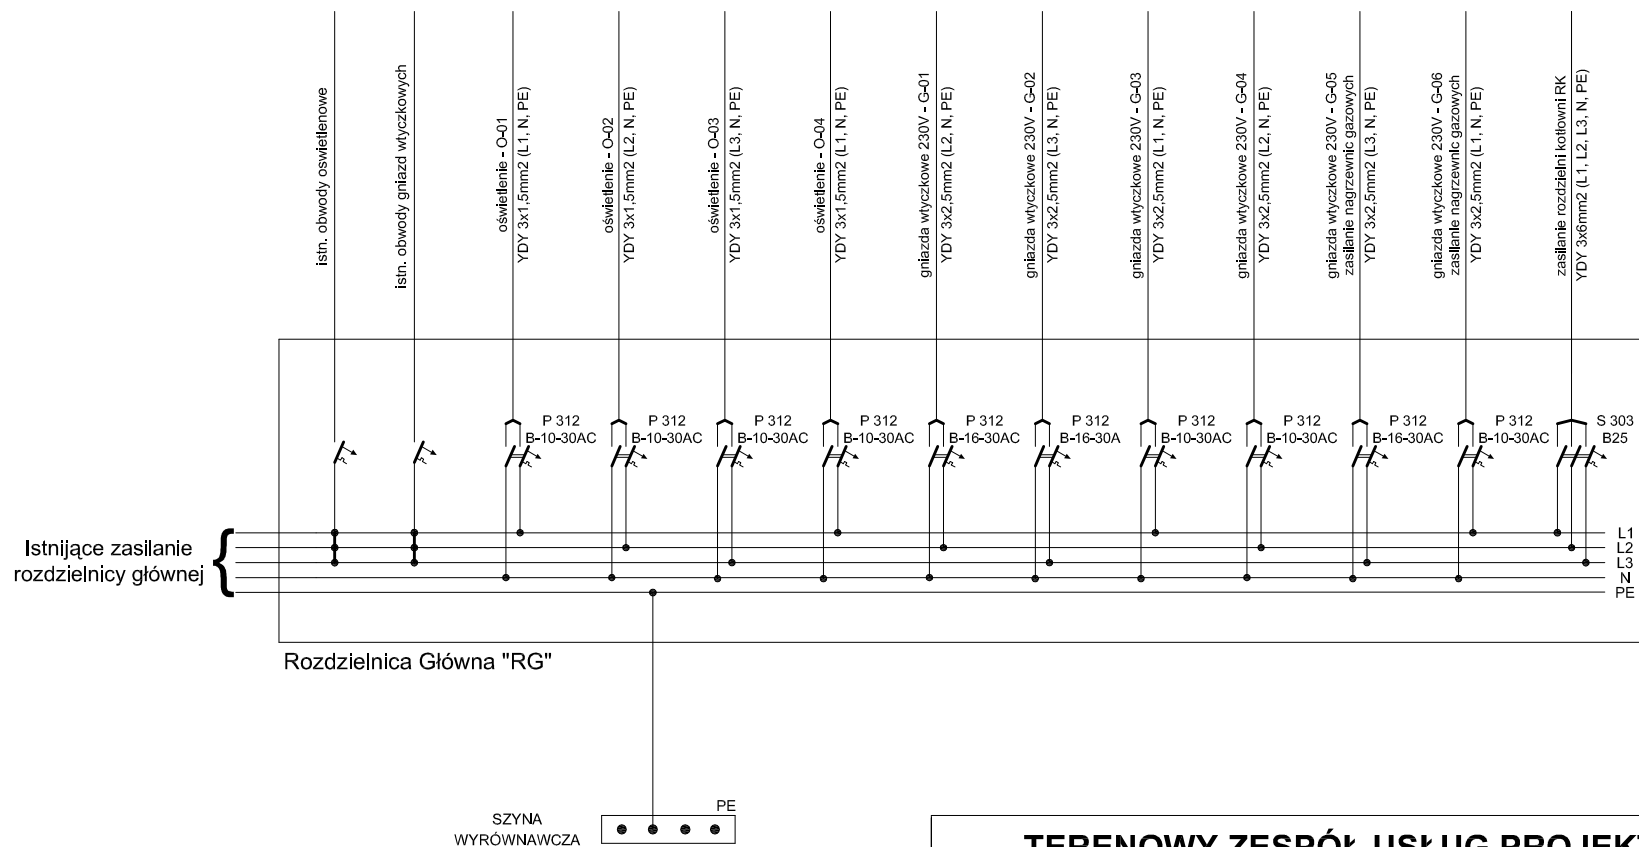 istn. obwody oswietlenowe
istn. obwody gniazd wtyczkowych
oświetlenie - O-01
YDY 3x1,5mm2 (L1, N, PE)
oświetlenie - O-02
YDY 3x1,5mm2 (L2, N, PE)
oświetlenie - O-03
YDY 3x1,5mm2 (L3, N, PE)
oświetlenie - O-04
YDY 3x1,5mm2 (L1, N, PE)
gniazda wtyczkowe 230V - G-01
YDY 3x2,5mm2 (L2, N, PE)
gniazda wtyczkowe 230V - G-02
YDY 3x2,5mm2 (L3, N, PE)
gniazda wtyczkowe 230V - G-03
YDY 3x2,5mm2 (L1, N, PE)
gniazda wtyczkowe 230V - G-04
YDY 3x2,5mm2 (L2, N, PE)
gniazda wtyczkowe 230V - G-05
zasilanie nagrzewnic gazowych
YDY 3x2,5mm2 (L3, N, PE)
gniazda wtyczkowe 230V - G-06
zasilanie nagrzewnic gazowych
YDY 3x2,5mm2 (L1, N, PE)
zasilanie rozdzielni kotłowni RK
YDY 3x6mm2 (L1, L2, L3, N, PE)
P 312
B-10-30AC
P 312
B-10-30AC
P 312
B-10-30AC
P 312
B-10-30AC
P 312
B-16-30AC
P 312
B-16-30A
P 312
B-10-30AC
P 312
B-10-30AC
P 312
B-16-30AC
P 312
B-10-30AC
S 303
B25
Istnijące zasilanie
rozdzielnicy głównej
L1
L2
L3
N
PE
Rozdzielnica Główna "RG"
SZYNA
WYRÓWNAWCZA
PE
TERENOWY ZESPÓŁ USŁUG PROJEKT